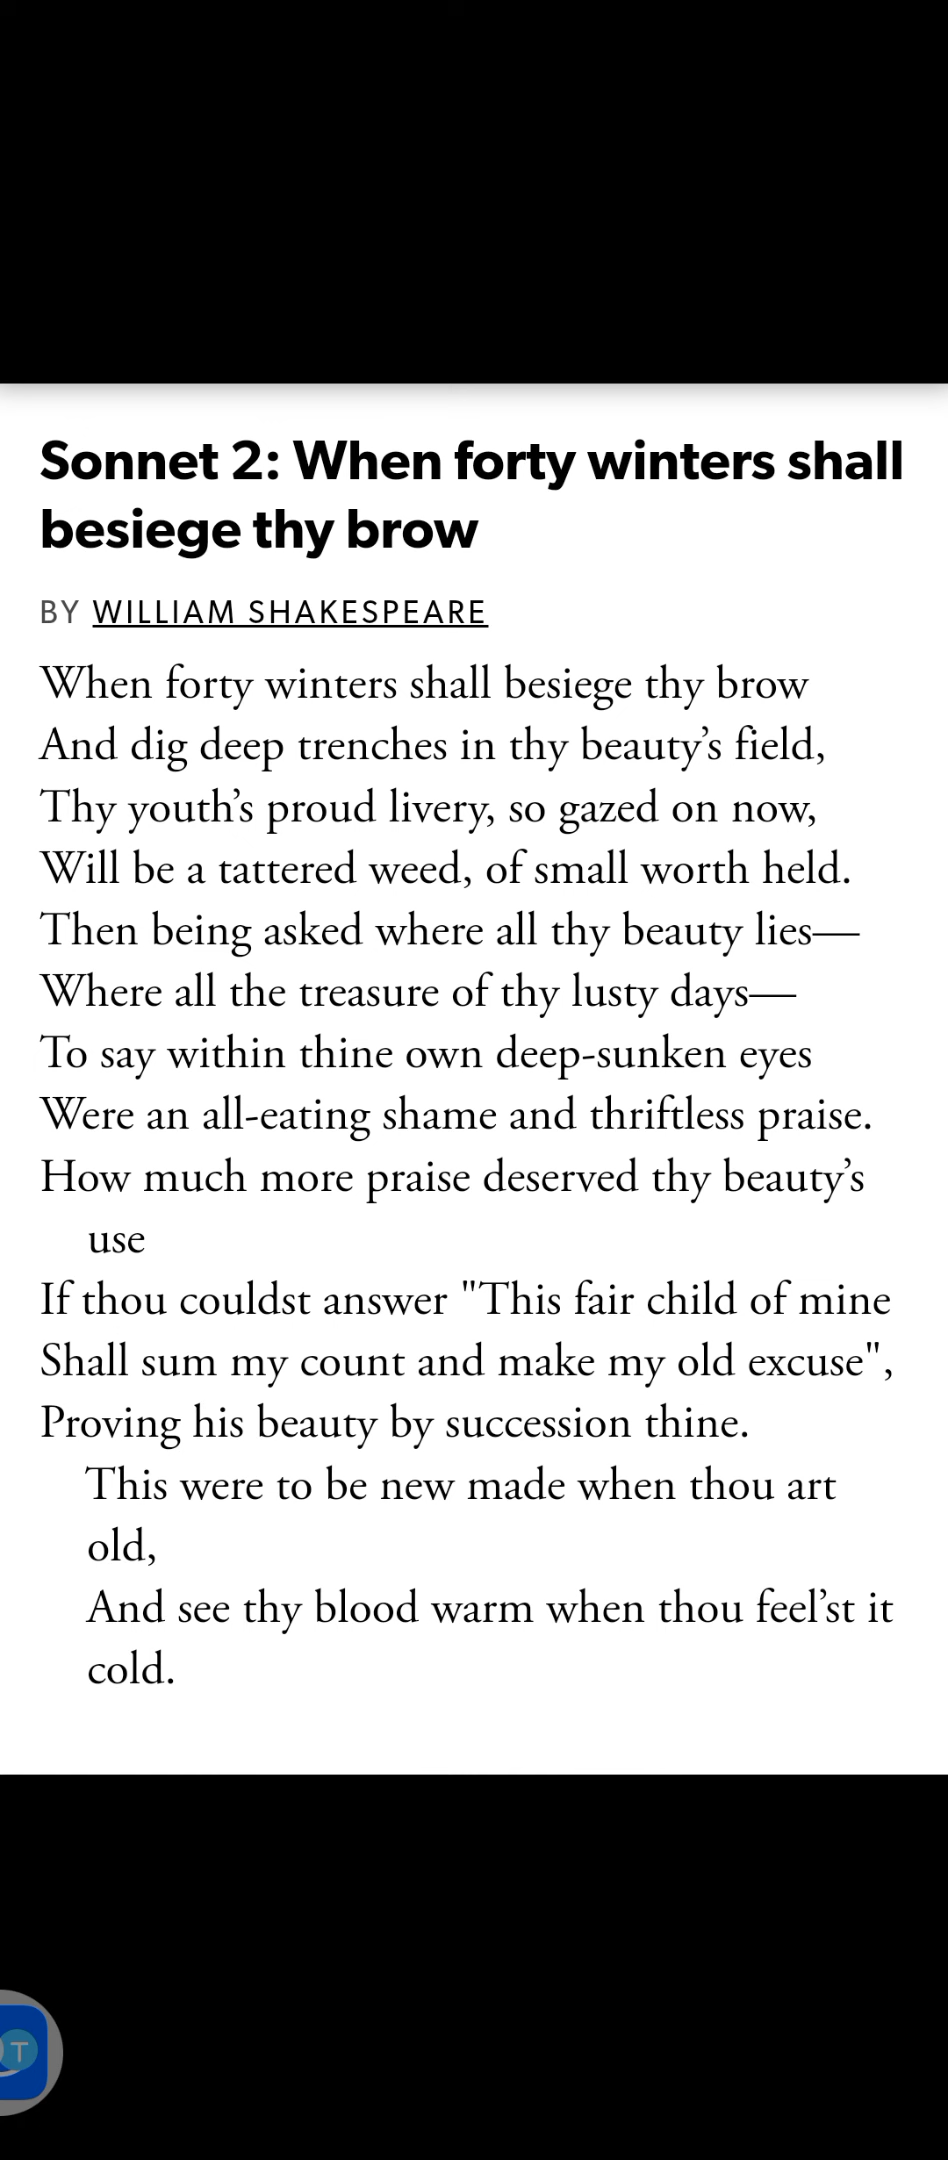 Sonnet 2: When forty winters shall
besiege thy brow
BY WILLIAM SHAKESPEARE
When forty winters shall besiege thy brow
And dig deep trenches in thy beauty’s field,
Thy youth’s proud livery, so gazed on now,
Will be a tattered weed, of small worth held.
Then being asked where all thy beauty lies—
Where all the treasure of thy lusty days—
To say within thine own deep-sunken eyes
Were an all-eating shame and thriftless praise.
How much more praise deserved thy beauty’s
use
If thou couldst answer "This fair child of mine
Shall sum my count and make my old excuse",
Proving his beauty by succession thine.
This were to be new made when thou art
old,
And see thy blood warm when thou feel’st it
cold.
T